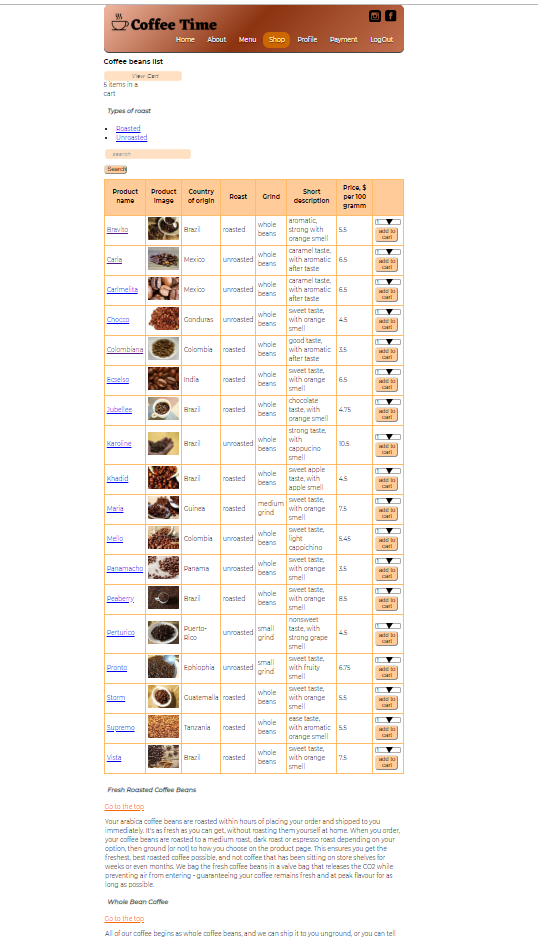 Coffee Time
Home About Menu Shop Profile Payment LogOut
Coffee beans list
View Cart
5 items in a
cart
Types of roast
Roasted
Unroasted
search
Search
Product name Product image Country of origin Roast Grind Short description Price, $ per 100 gramm
Bravito Brazil roasted whole beans aromatic, strong with orange smell 5.5 1 add to cart
Carla Mexico unroasted whole beans caramel taste, with aromatic after taste 6.5 1 add to cart
Carlmelita Mexico unroasted whole beans caramel taste, with aromatic after taste 6.5 1 add to cart
Chocco Gonduras unroasted whole beans sweet taste, with orange smell 4.5 1 add to cart
Colombiana Colombia roasted whole beans good taste, with aromatic after taste 3.5 1 add to cart
Ecselso India roasted whole beans sweet taste, with orange smell 6.5 1 add to cart
Jubellee Brazil roasted whole beans chocolate taste, with orange smell 4.75 1 add to cart
Karoline Brazil unroasted whole beans strong taste, with cappucino smell 10.5 1 add to cart
Khadid Brazil roasted whole beans sweet apple taste, with apple smell 4.5 1 add to cart
Maria Guinea roasted medium grind sweet taste, with orange smell 7.5 1 add to cart
Mello Colombia unroasted whole beans sweet taste, light cappichino 5.45 1 add to cart
Panamacho Panama unroasted whole beans sweet taste, with orange smell 3.5 1 add to cart
Peaberry Brazil roasted whole beans sweet taste, with orange smell 8.5 1 add to cart
Perturico Puerto-Rico unroasted small grind nonsweet taste, with strong grape smell 4.5 1 add to cart
Pronto Ephiophia unroasted small grind sweet taste, with fruity smell 6.75 1 add to cart
Storm Guatemalla roasted whole beans sweet taste, with orange smell 5.5 1 add to cart
Supremo Tanzania roasted whole beans ease taste, with aromatic orange smell 5.5 1 add to cart
Vista Brazil roasted whole beans sweet taste, with orange smell 7.5 1 add to cart
Fresh Roasted Coffee Beans
Go to the top
Your arabica coffee beans are roasted within hours of placing your order and shipped to you
immediately. It's as fresh as you can get, without roasting them yourself at home. When you order,
your coffee beans are roasted to a medium roast, dark roast or espresso roast depending on your
option, then ground (or not) to how you choose on the product page. This ensures you get the
freshest, best roasted coffee possible, and not coffee that has been sitting on store shelves for
weeks or even months. We bag the fresh coffee beans in a valve bag that releases the CO2 while
preventing air from entering - guaranteeing your coffee remains fresh and at peak flavour for as
long as possible.
Whole Bean Coffee
Go to the top
All of our coffee begins as whole coffee beans, and we can ship it to you unground, or you can tell